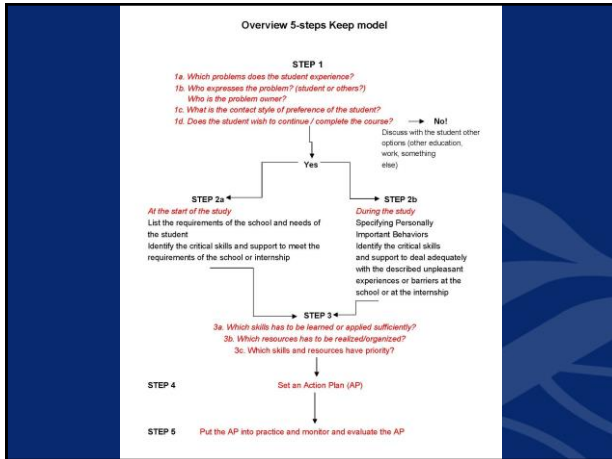 Overview 5-steps Keep model
STEP 1
1a. Which problems does the student experience?
1b. Who expresses the problem? (student or others?)
Who is the problem owner?
1c. What is the contact style of preference of the student?
1d. Does the student wish to continue / complete the course?
No!
Discuss with the student other
options (other education,
work, something
else)
Yes
STEP 2a
At the start of the study
List the requirements of the school and needs of
the student
Identify the critical skills and support to meet the
requirements of the school or internship
STEP 2b
During the study
Specifying Personally
Important Behaviors
Identify the critical skills
and support to deal adequately
with the described unpleasant
experiences or barriers at the
school or at the internship
STEP 3
3a. Which skills has to be learned or applied sufficiently?
3b. Which resources has to be realized/organized?
3c. Which skills and resources have priority?
STEP 4 Set an Action Plan (AP)
STEP 5 Put the AP into practice and monitor and evaluate the AP